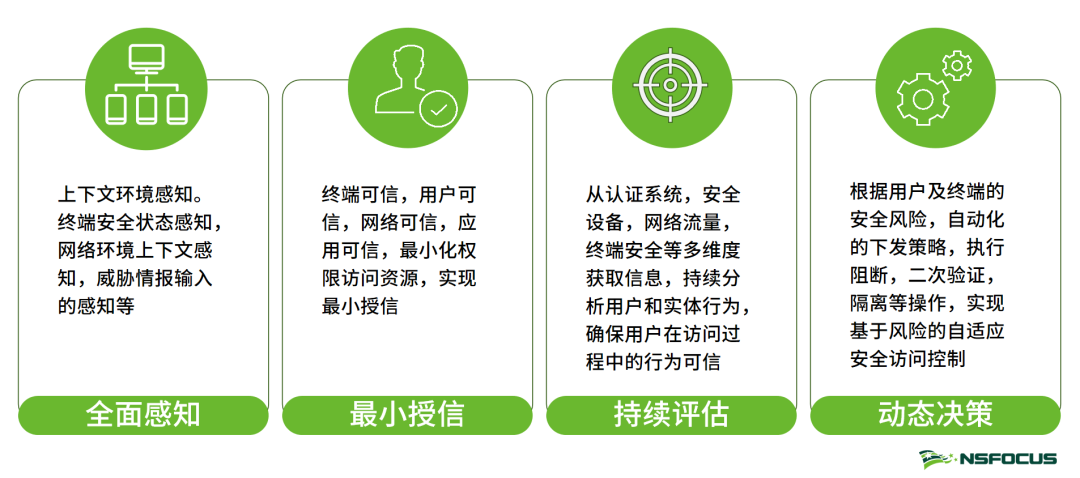 上下文环境感知。
终端安全状态感知,
网络环境上下文感
知，威胁情报输入
的感知等
全面感知
终端可信，用户可
信，网络可信，应
用可信，最小化权
限访问资源，实现
最小授信
最小授信
从认证系统，安全
设备，网络流量，
终端安全等多维度
获取信息，持续分
析用户和实体行为，
确保用户在访问过
程中的行为可信
持续评估
根据用户及终端的
安全风险，自动化
的下发策略，执行
阻断，二次验证，
隔离等操作，实现
基于风险的自适应
安全访问控制
动态决策
NSFOCUS